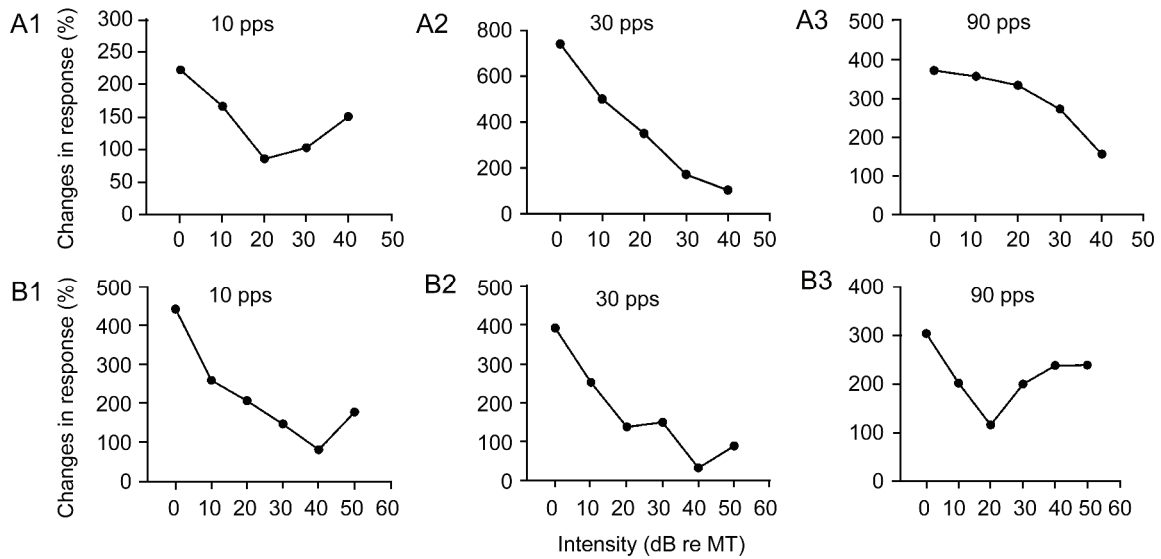 A1
10 pps
Changes in response (%)
300
250
200
150
100
50
0
0 10 20 30 40 50
A2
30 pps
800
600
400
200
0
0 10 20 30 40 50
A3
90 pps
500
400
300
200
100
0
0 10 20 30 40 50
B1
10 pps
Changes in response (%)
500
400
300
200
100
0
0 10 20 30 40 50 60
B2
30 pps
500
400
300
200
100
0
0 10 20 30 40 50 60
B3
90 pps
400
300
200
100
0
0 10 20 30 40 50 60
Intensity (dB re MT)